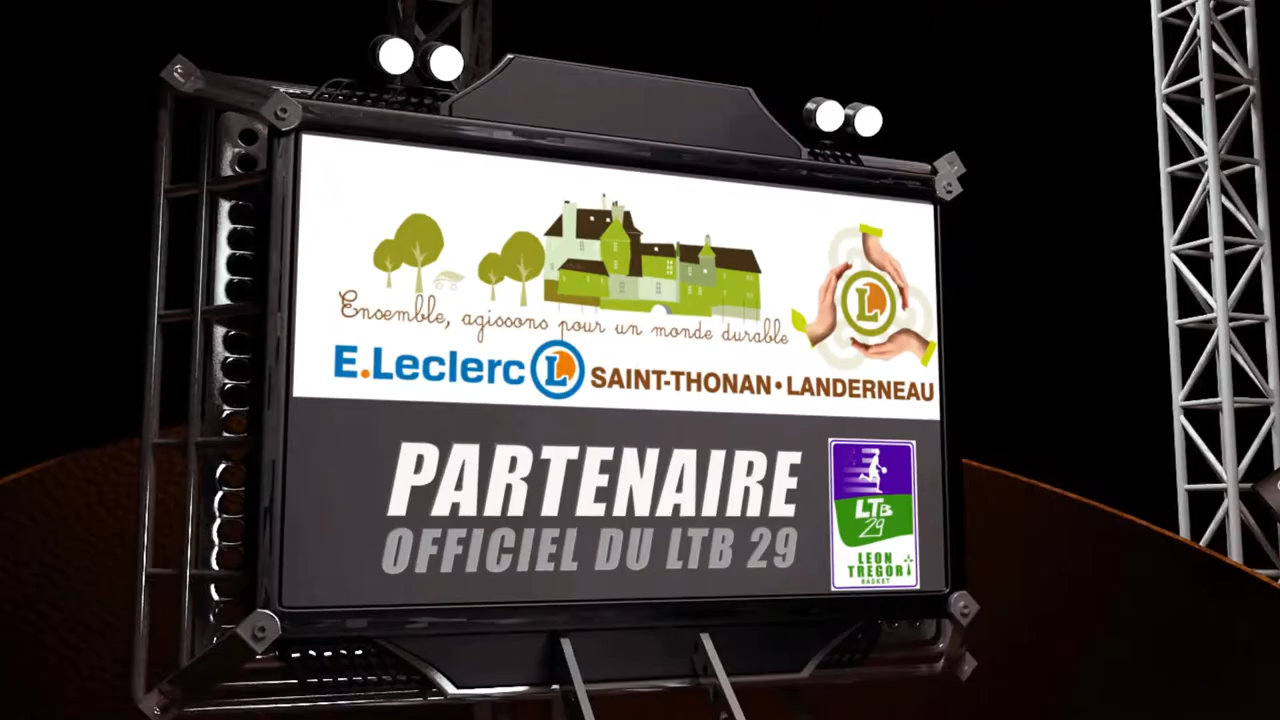 Ensemble, agissons pour un monde durable
L
E.Leclerc L SAINT-THONAN • LANDERNEAU
PARTENAIRE
OFFICIEL DU LTB 29
LTB
29
LEON
TREGOR
BASKET